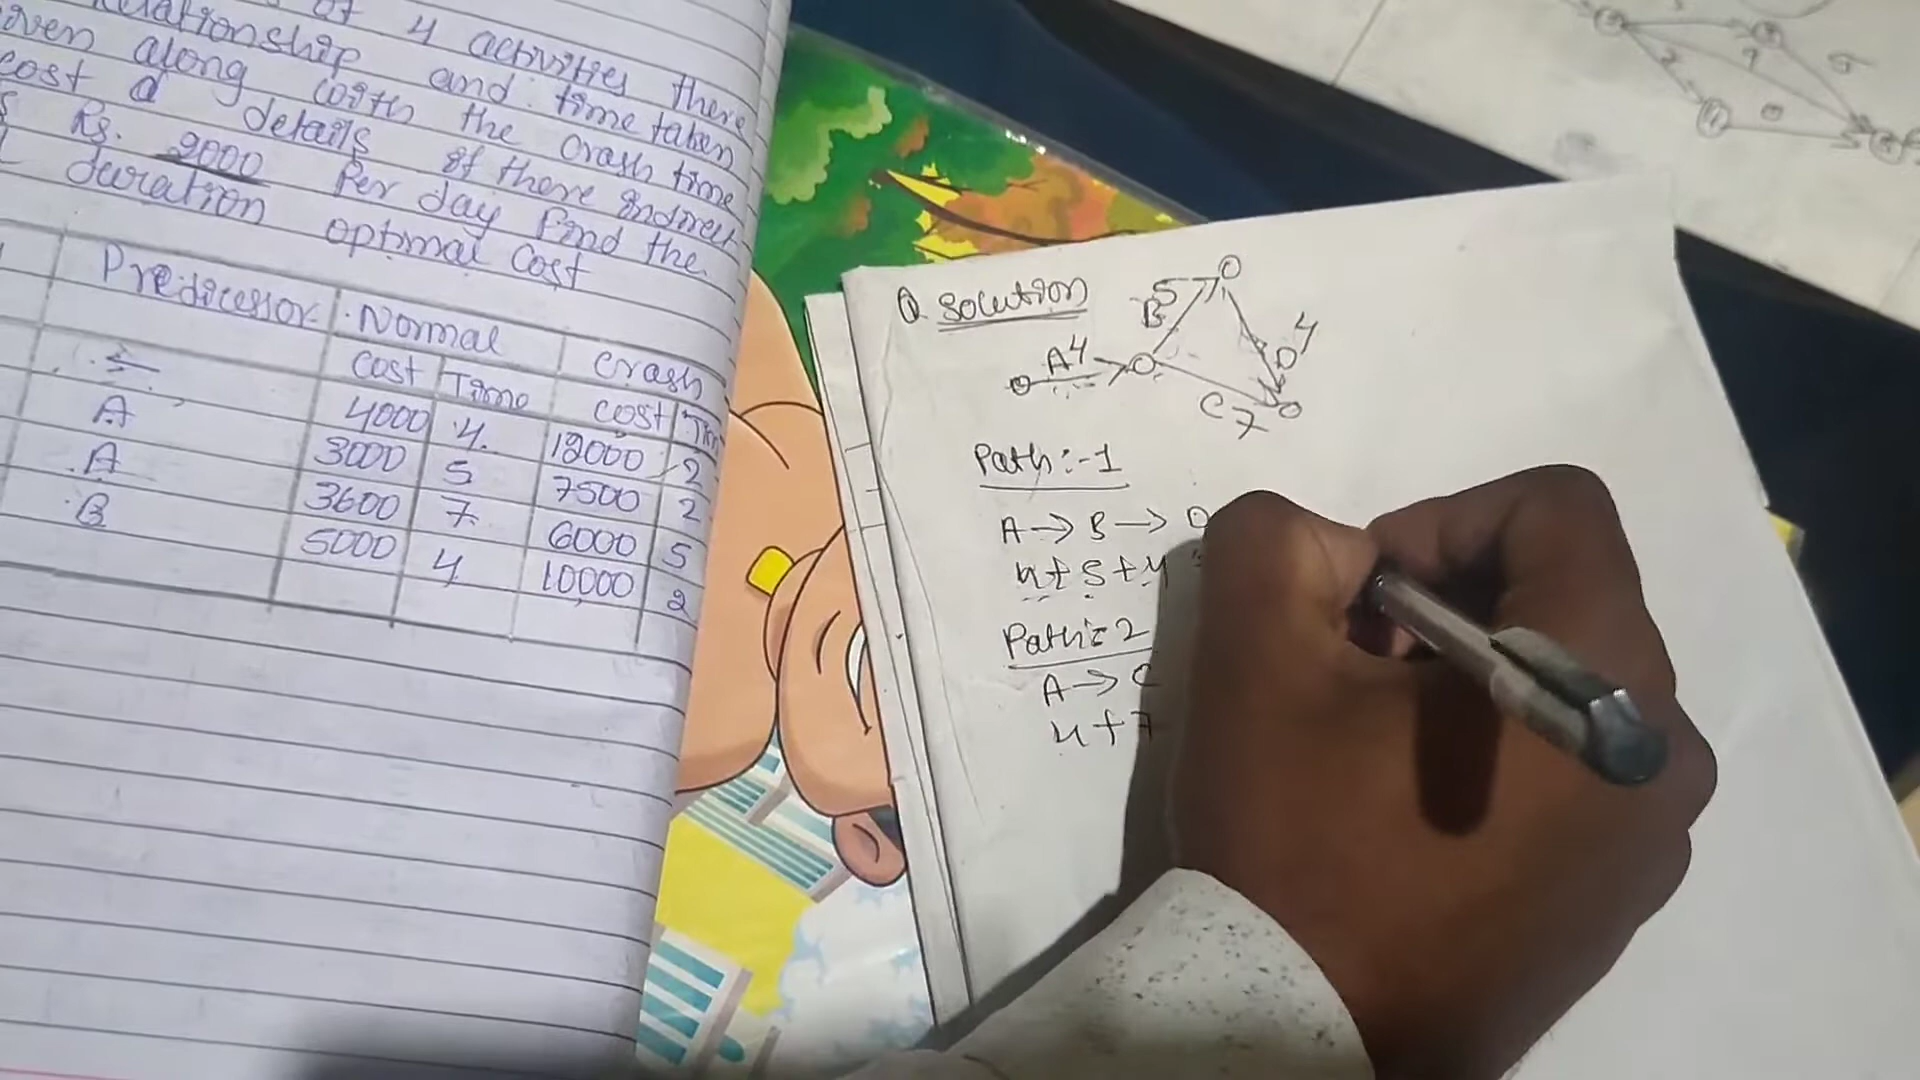 of 4 activities there
relationship and time taken
given along with the crash time
cost d details of there indirect
Rs. 2000 Per day Find the
duration optimal cost
Predicessor Normal Crash
Cost Time Cost
4000 4 12000 2
A 3000 5 7500 2
A 3600 7 6000 5
B 5000 4 10,000 2
Q Solution
A 4
B 5
D 4
C 7
Path:-1
A → B → D
4+5+4
Path:2
A → C
4+7